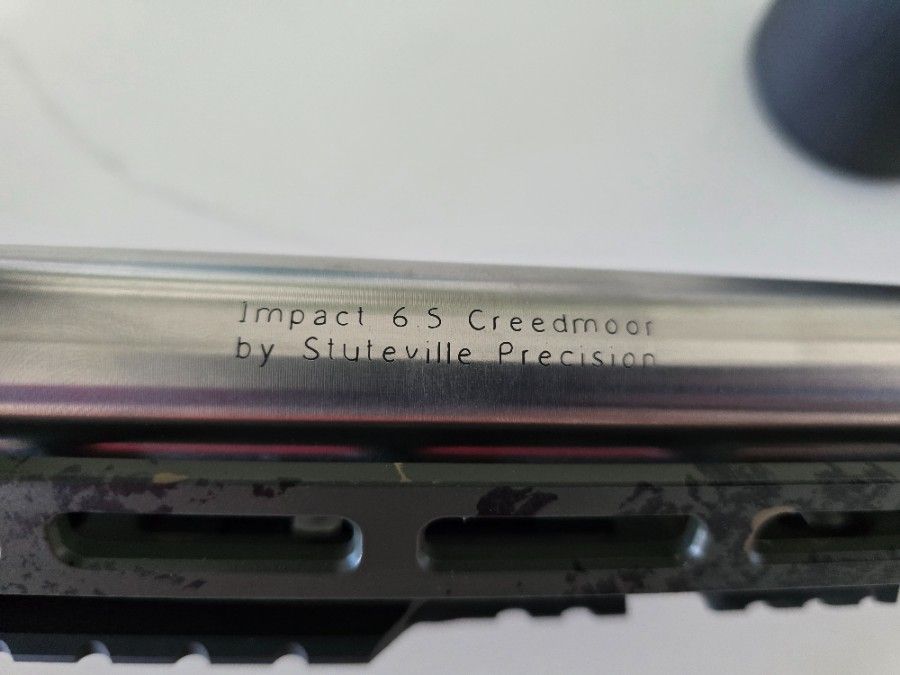 Impact 6.5 Creedmoor
by Stuteville Precision